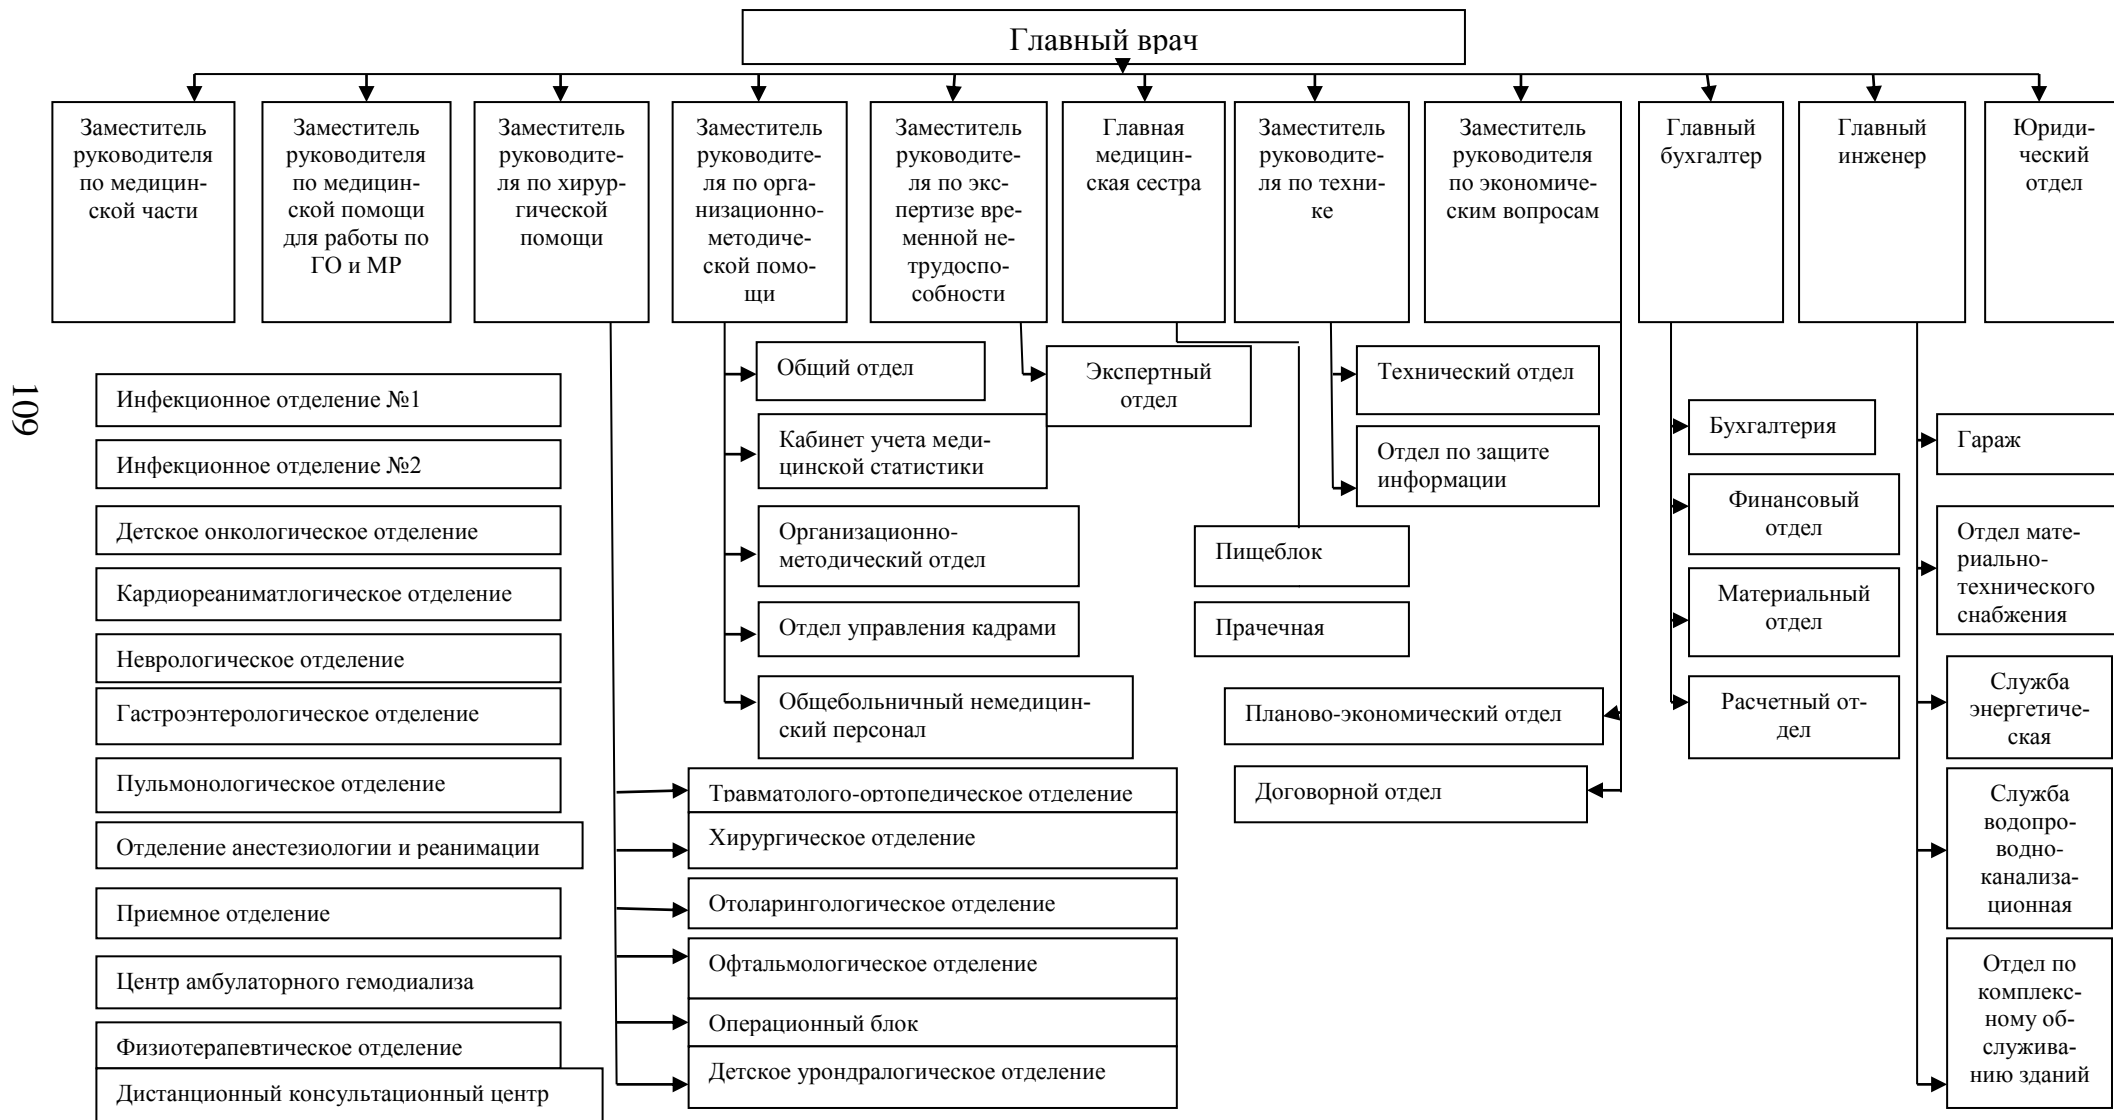 Главный врач
Заместитель
руководителя
по медицин-
ской части
Заместитель
руководителя
по медицин-
ской помощи
для работы по
ГО и МР
Заместитель
руководите-
ля по хирур-
гической
помощи
Заместитель
руководите-
ля по орга-
низационно-
методиче-
ской помо-
щи
Заместитель
руководите-
ля по экс-
пертизе вре-
менной не-
трудоспо-
собности
Главная
медицин-
ская сестра
Заместитель
руководите-
ля по техни-
ке
Заместитель
руководителя
по экономиче-
ским вопросам
Главный
бухгалтер
Главный
инженер
Юриди-
ческий
отдел
109
Инфекционное отделение №1
Инфекционное отделение №2
Детское онкологическое отделение
Кардиореаниматлогическое отделение
Неврологическое отделение
Гастроэнтерологическое отделение
Пульмонологическое отделение
Отделение анестезиологии и реанимации
Приемное отделение
Центр амбулаторного гемодиализа
Физиотерапевтическое отделение
Дистанционный консультационный центр
Общий отдел
Кабинет учета меди-
цинской статистики
Организационно-
методический отдел
Отдел управления кадрами
Общебольничный немедицин-
ский персонал
Травматолого-ортопедическое отделение
Хирургическое отделение
Отоларингологическое отделение
Офтальмологическое отделение
Операционный блок
Детское урондралогическое отделение
Экспертный
отдел
Пищеблок
Прачечная
Технический отдел
Отдел по защите
информации
Планово-экономический отдел
Договорной отдел
Бухгалтерия
Финансовый
отдел
Материальный
отдел
Расчетный от-
дел
Гараж
Отдел мате-
риально-
технического
снабжения
Служба
энергетиче-
ская
Служба
водопро-
водно-
канализа-
ционная
Отдел по
комплекс-
ному об-
служива-
нию зданий